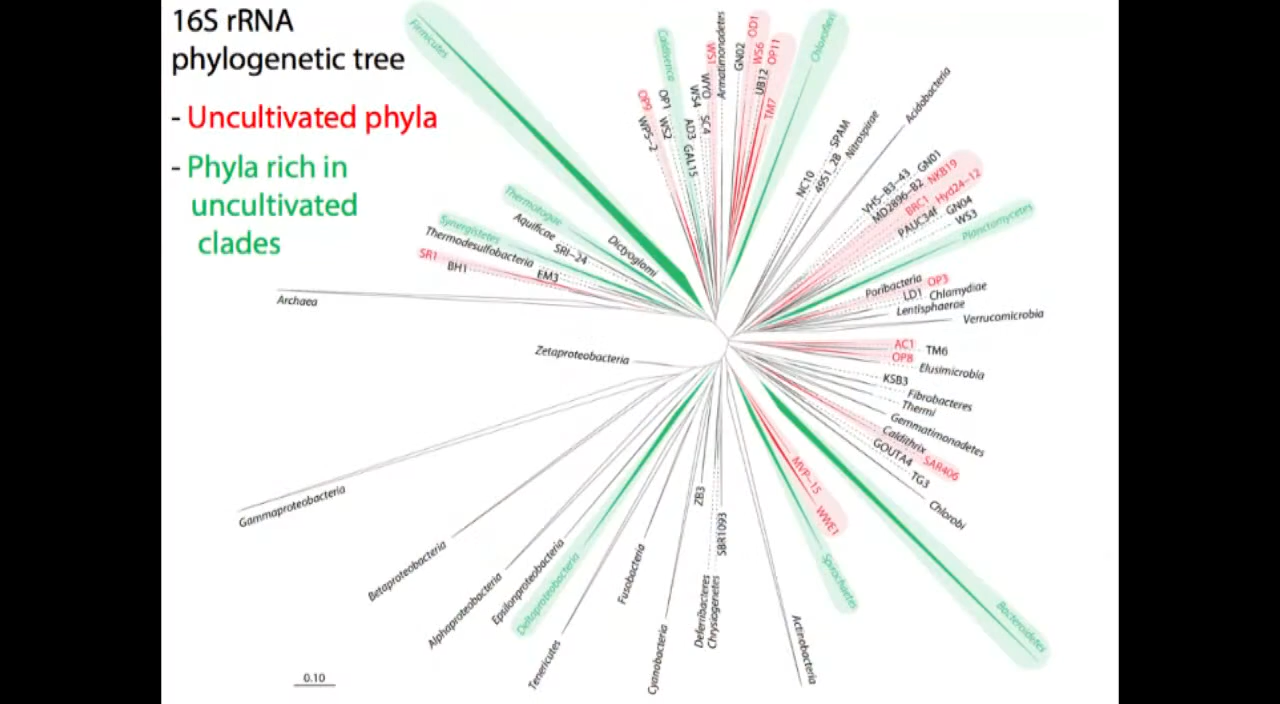 16S rRNA
phylogenetic tree
- Uncultivated phyla
- Phyla rich in
uncultivated
clades
Firmicutes
Caldiserica
OP9
WPS-2
OP1
WS2
WS4
AD3
GAL15
WYO
SC4
WS1
Armatimonadetes
GN02
OD1
WS6
UB12
OP11
TM7
Chloroflexi
NC10
4951_28
SPAM
Nitrospirae
Acidobacteria
VHS-B3-43
GN01
MD2896-B2
NKB19
BRC1
Hyd24-12
PAUC34f
GN04
WS3
Planctomycetes
Poribacteria
OP3
LD1
Chlamydiae
Lentisphaerae
Verrucomicrobia
AC1
TM6
OP8
Elusimicrobia
KSB3
Fibrobacteres
Thermi
Gemmatimonadetes
Caldithrix
SAR406
GOUTA4
TG3
Chlorobi
Bacteroidetes
MVP-15
WWE1
Spirochaetes
Actinobacteria
SBR1093
Chrysiogenetes
Deferribacteres
ZB3
Cyanobacteria
Fusobacteria
Tenericutes
Deltaproteobacteria
Epsilonproteobacteria
Alphaproteobacteria
Betaproteobacteria
Gammaproteobacteria
Zetaproteobacteria
Archaea
SR1
BH1
EM3
Thermodesulfobacteria
Synergistetes
SRI-24
Aquificae
Thermotogae
Dictyoglomi
0.10